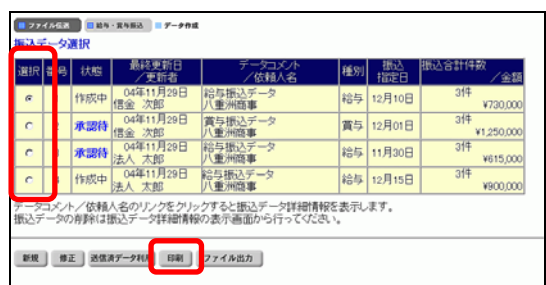 ファイル伝送 給与・賞与振込 データ作成
振込データ選択
選択 番号 状態 最終更新日／更新者 データコメント／依頼人名 種別 振込指定日 振込合計件数／金額
作成中 04年11月29日 信金 次郎 給与振込データ 八重洲商事 給与 12月10日 3件 ¥730,000
承認待 04年11月29日 信金 次郎 賞与振込データ 八重洲商事 賞与 12月01日 3件 ¥1,250,000
承認待 04年11月29日 法人 太郎 給与振込データ 八重洲商事 給与 11月30日 3件 ¥615,000
作成中 04年11月29日 法人 太郎 給与振込データ 八重洲商事 給与 12月15日 3件 ¥900,000
データコメント／依頼人名のリンクをクリックすると振込データ詳細情報を表示します。
振込データの削除は振込データ詳細情報の表示画面から行ってください。
新規 修正 送信済データ利用 印刷 ファイル出力